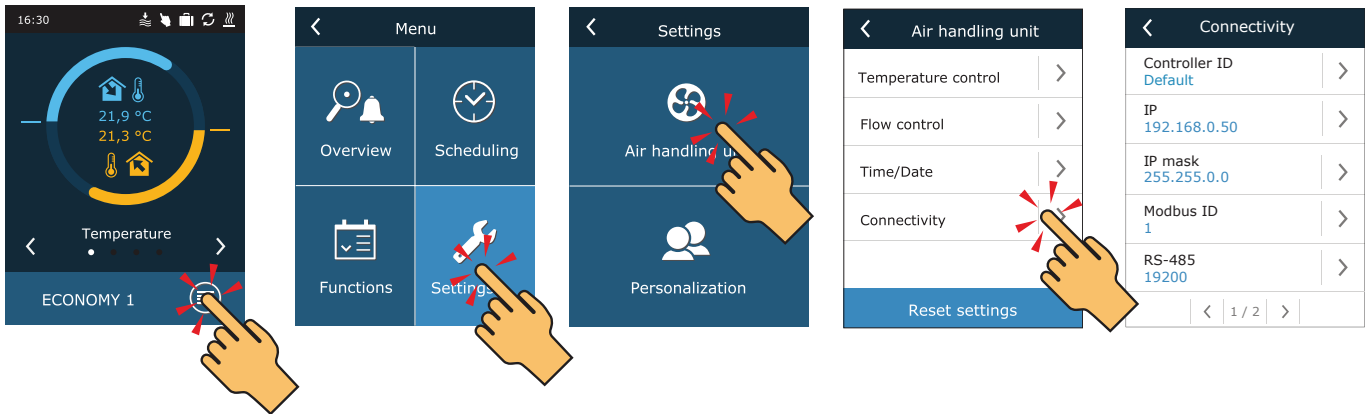 16:30
21,9 °C
21,3 °C
Temperature
ECONOMY 1
Menu
Overview
Scheduling
Functions
Settings
Settings
Air handling unit
Personalization
Air handling unit
Temperature control
Flow control
Time/Date
Connectivity
Reset settings
Connectivity
Controller ID
Default
IP
192.168.0.50
IP mask
255.255.0.0
Modbus ID
1
RS-485
19200
1 / 2